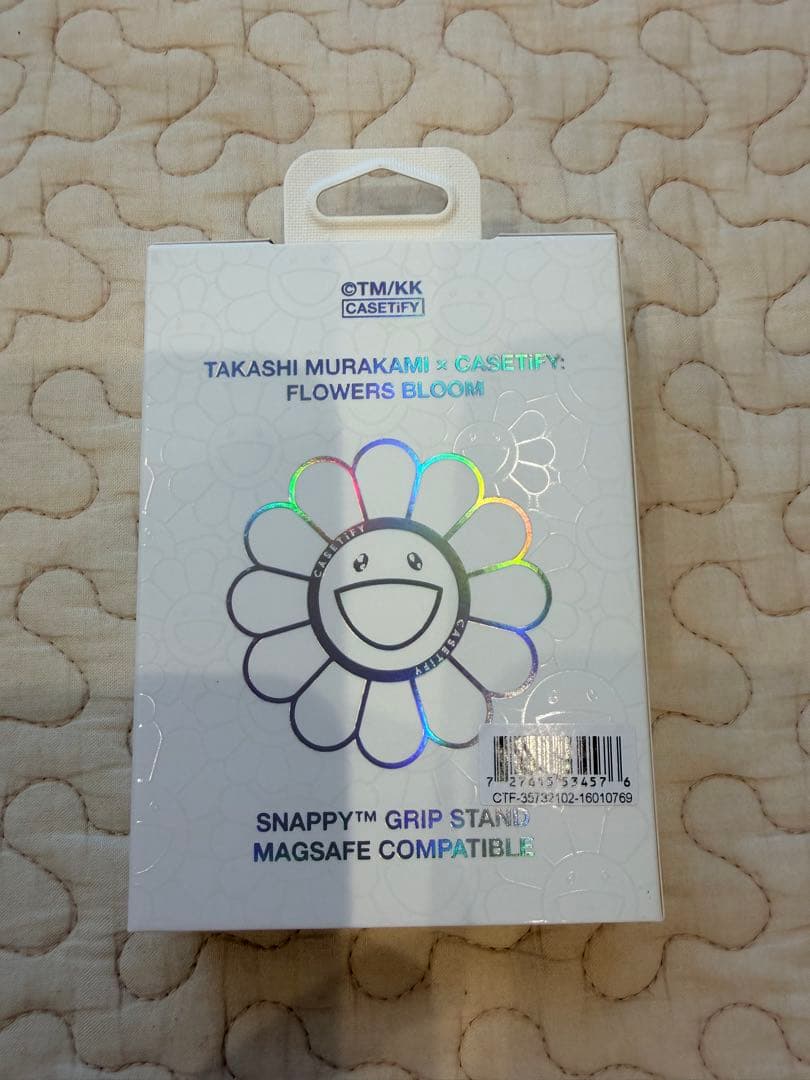 ©TM/KK
CASETiFY
TAKASHI MURAKAMI × CASETiFY:
FLOWERS BLOOM
CASETiFY
CASETiFY
7 27415 53457 6
CTF-35732102-16010769
SNAPPY™ GRIP STAND
MAGSAFE COMPATIBLE